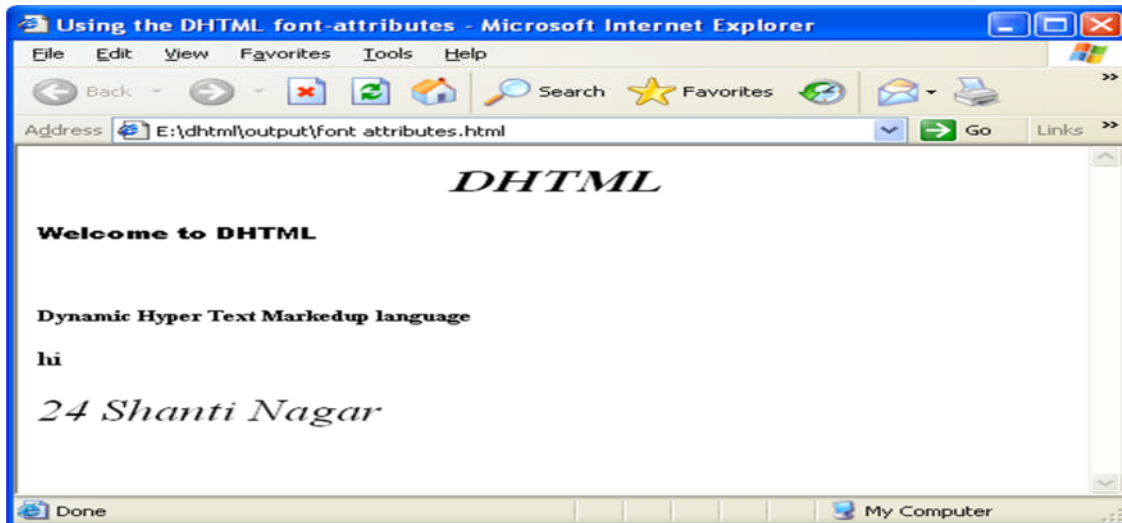 Using the DHTML font-attributes - Microsoft Internet Explorer
File Edit View Favorites Tools Help
Back Search Favorites
Address E:\dhtml\output\font attributes.html Go Links
DHTML
Welcome to DHTML
Dynamic Hyper Text Markedup language
hi
24 Shanti Nagar
Done My Computer